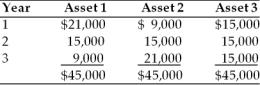 Year Asset 1 Asset 2 Asset 3
1 $21,000 $ 9,000 $15,000
2 15,000 15,000 15,000
3 9,000 21,000 15,000
$45,000 $45,000 $45,000